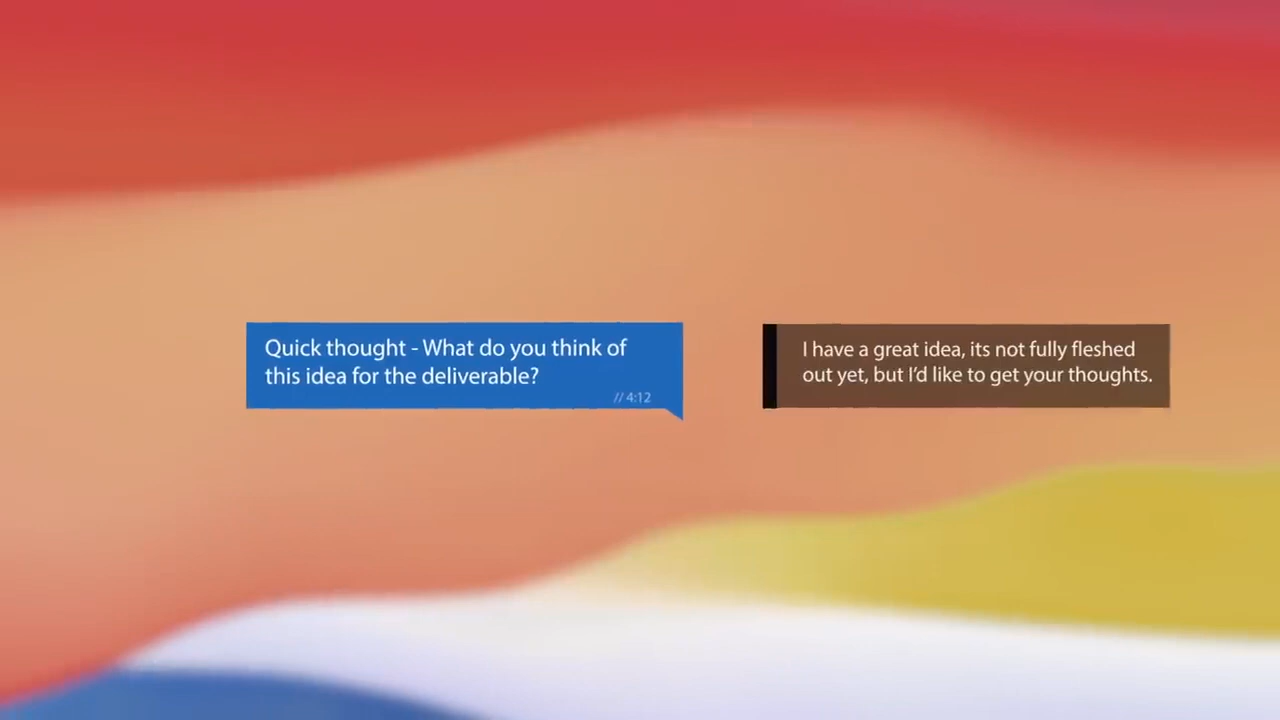 Quick thought - What do you think of
this idea for the deliverable?
// 4:12
I have a great idea, its not fully fleshed
out yet, but I'd like to get your thoughts.